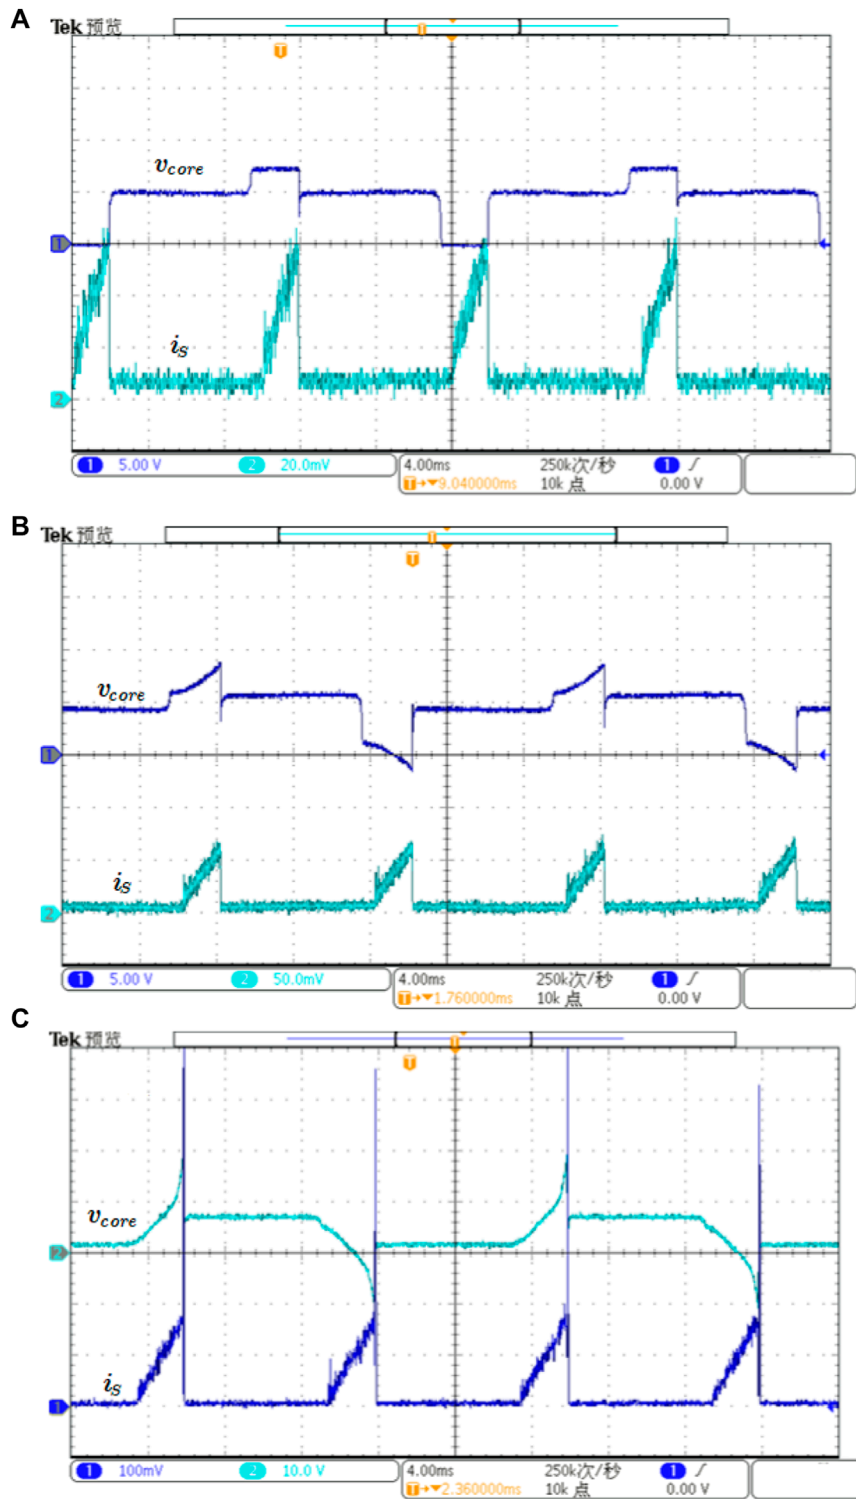 A
Tek 预览
T
T
v_core
1
i_S
2
1 5.00 V 2 20.0mV 4.00ms 250k次/秒 1 ∫
T→▼9.040000ms 10k 点 0.00 V
B
Tek 预览
T
T
v_core
1
i_S
2
1 5.00 V 2 50.0mV 4.00ms 250k次/秒 1 ∫
T→▼1.760000ms 10k 点 0.00 V
C
Tek 预览
T
T
v_core
2
i_S
1
1 100mV 2 10.0 V 4.00ms 250k次/秒 1 ∫
T→▼2.360000ms 10k 点 0.00 V